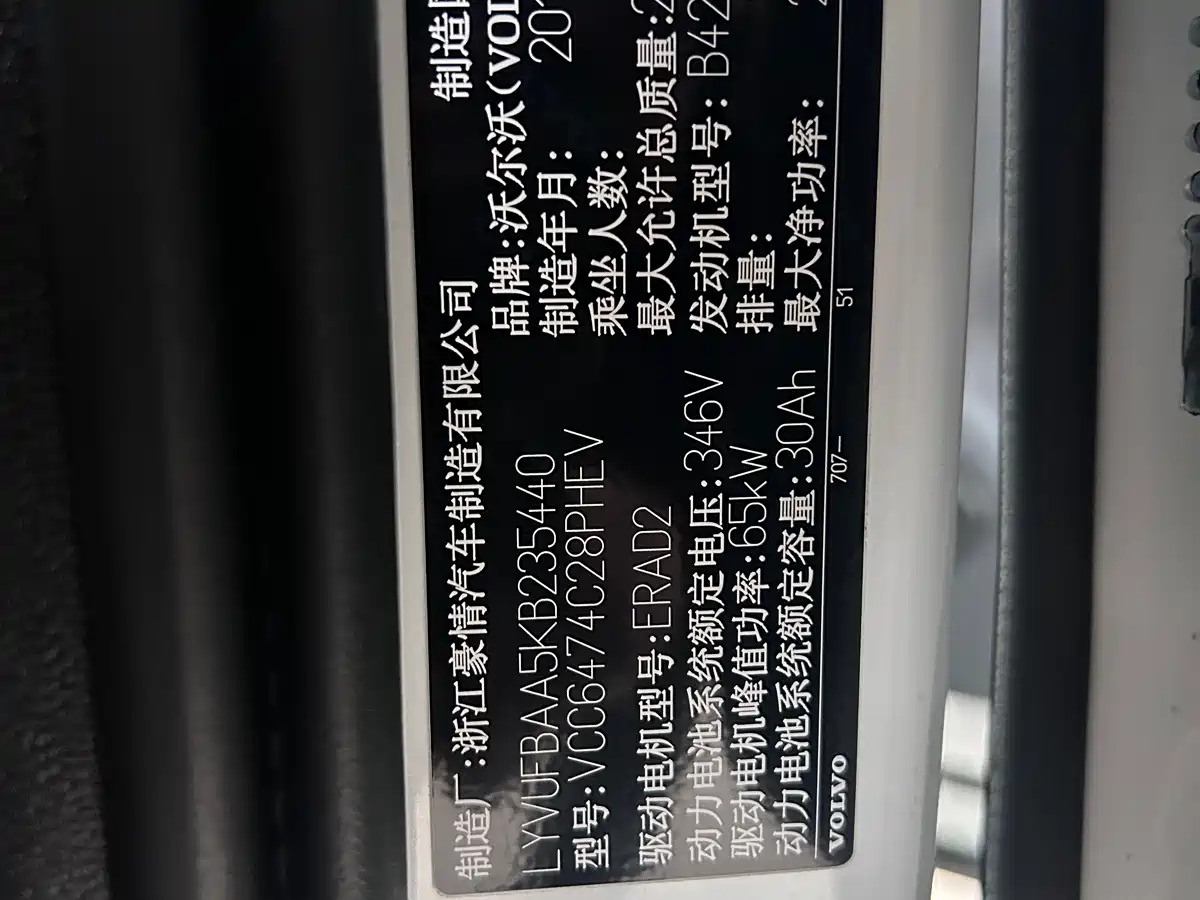 制造厂:浙江豪情汽车制造有限公司 制造
LYVUFBAA5KB235440 品牌:沃尔沃(VOL
型号:VCC6474C28PHEV 制造年月: 201
乘坐人数:
驱动电机型号:ERAD2 最大允许总质量:2
动力电池系统额定电压:346V 发动机型号: B42
驱动电机峰值功率:65kW 排量:
动力电池系统额定容量:30Ah 最大净功率:
VOLVO 707- 51